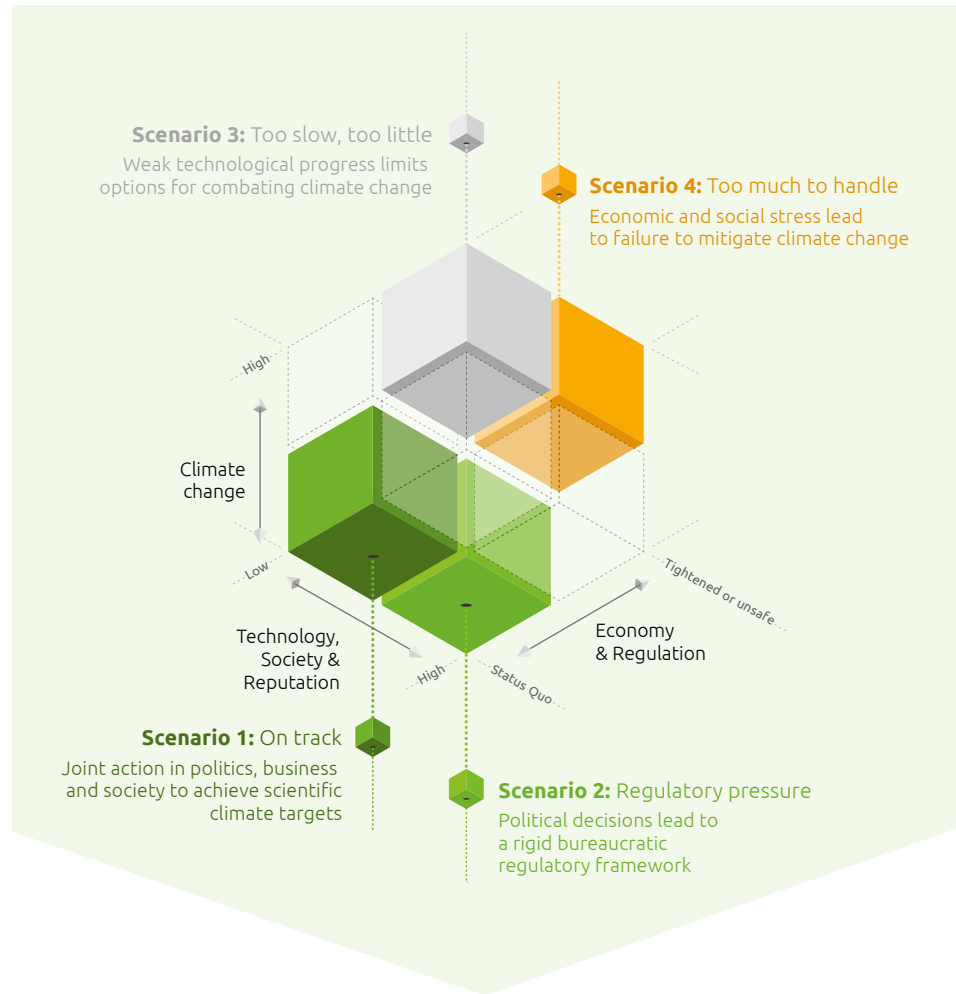 Scenario 3: Too slow, too little
Weak technological progress limits
options for combating climate change
Scenario 4: Too much to handle
Economic and social stress lead
to failure to mitigate climate change
High
Climate
change
Low
Tightened or unsafe
Technology,
Society &
Reputation
High
Status Quo
Economy
& Regulation
Scenario 1: On track
Joint action in politics, business
and society to achieve scientific
climate targets
Scenario 2: Regulatory pressure
Political decisions lead to
a rigid bureaucratic
regulatory framework